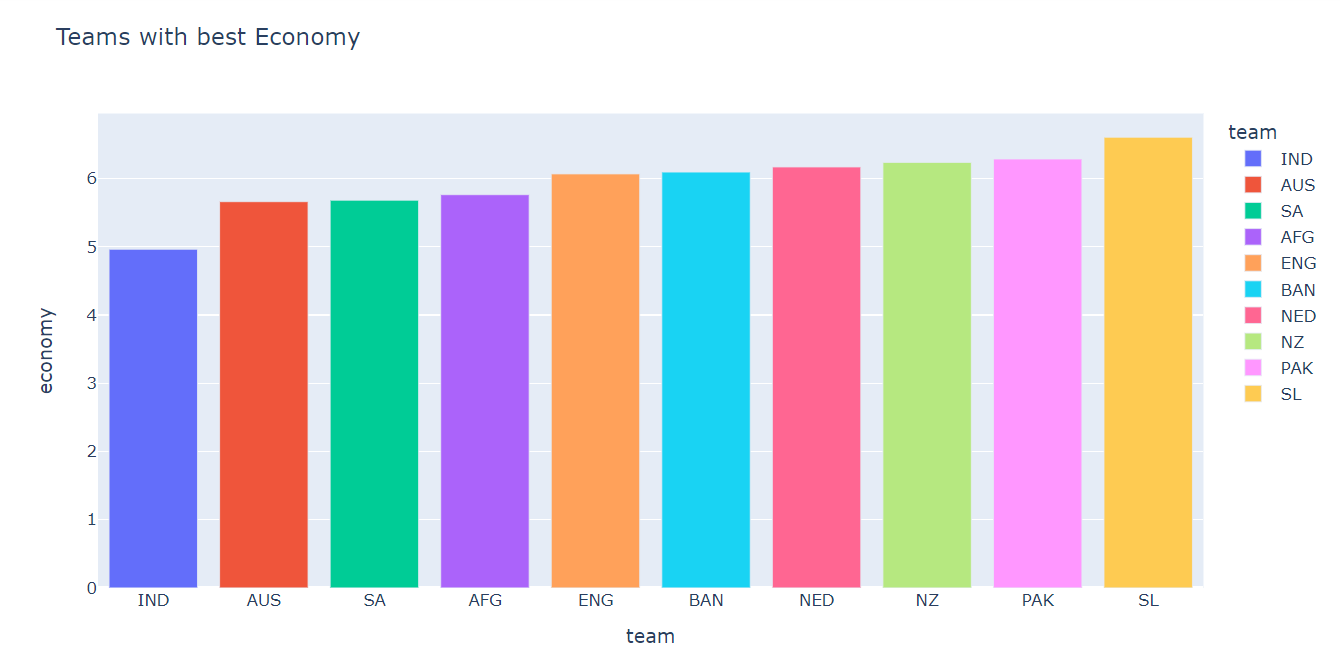 Teams with best Economy
economy
6
5
4
3
2
1
0
IND AUS SA AFG ENG BAN NED NZ PAK SL
team
team
IND
AUS
SA
AFG
ENG
BAN
NED
NZ
PAK
SL